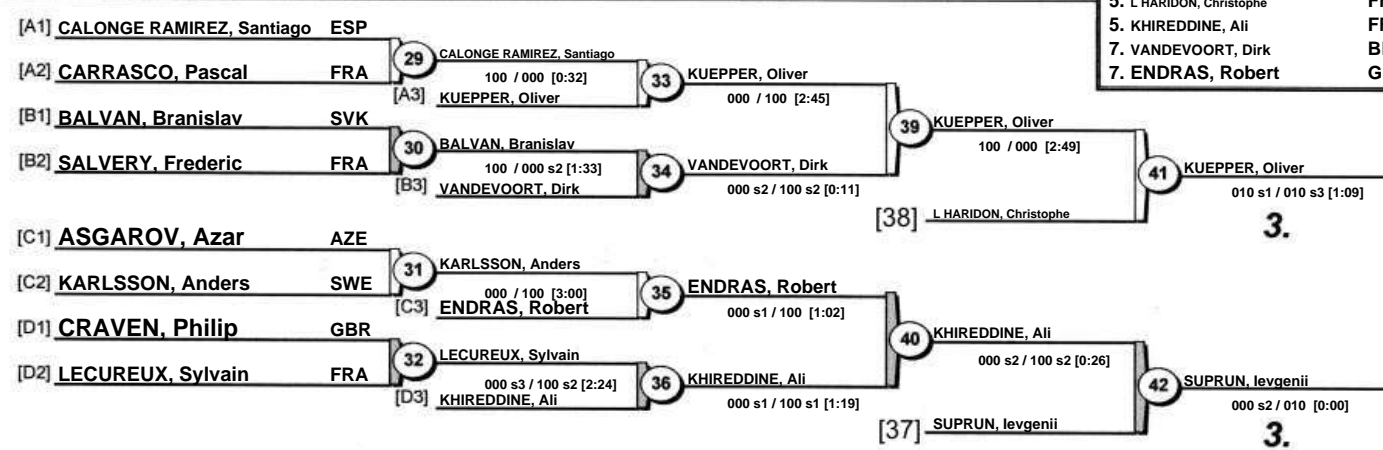 5. L HARIDON, Christophe
5. KHIREDDINE, Ali
7. VANDEVOORT, Dirk
7. ENDRAS, Robert
[A1] CALONGE RAMIREZ, Santiago ESP
[A2] CARRASCO, Pascal FRA
29
CALONGE RAMIREZ, Santiago
100 / 000 [0:32]
[A3] KUEPPER, Oliver
33
KUEPPER, Oliver
000 / 100 [2:45]
[B1] BALVAN, Branislav SVK
[B2] SALVERY, Frederic FRA
30
BALVAN, Branislav
100 / 000 s2 [1:33]
[B3] VANDEVOORT, Dirk
34
VANDEVOORT, Dirk
000 s2 / 100 s2 [0:11]
39
KUEPPER, Oliver
100 / 000 [2:49]
[38] L HARIDON, Christophe
41
KUEPPER, Oliver
010 s1 / 010 s3 [1:09]
3.
[C1] ASGAROV, Azar AZE
[C2] KARLSSON, Anders SWE
31
KARLSSON, Anders
000 / 100 [3:00]
[C3] ENDRAS, Robert
35
ENDRAS, Robert
000 s1 / 100 [1:02]
[D1] CRAVEN, Philip GBR
[D2] LECUREUX, Sylvain FRA
32
LECUREUX, Sylvain
000 s3 / 100 s2 [2:24]
[D3] KHIREDDINE, Ali
36
KHIREDDINE, Ali
000 s1 / 100 s1 [1:19]
40
KHIREDDINE, Ali
000 s2 / 100 s2 [0:26]
[37] SUPRUN, Ievgenii
42
SUPRUN, Ievgenii
000 s2 / 010 [0:00]
3.